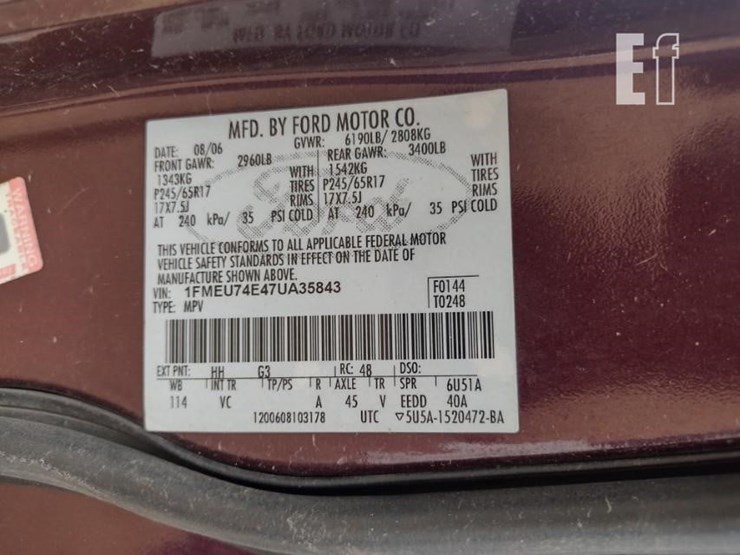 Ef
MFD. BY FORD MOTOR CO.
DATE: 08/06 GVWR: 6190LB/ 2808KG
FRONT GAWR: 2960LB REAR GAWR: 3400LB
1343KG WITH 1542KG WITH
P245/65R17 TIRES P245/65R17 TIRES
17X7.5J RIMS 17X7.5J RIMS
AT 240 kPa/ 35 PSI COLD AT 240 kPa/ 35 PSI COLD
THIS VEHICLE CONFORMS TO ALL APPLICABLE FEDERAL MOTOR
VEHICLE SAFETY STANDARDS IN EFFECT ON THE DATE OF
MANUFACTURE SHOWN ABOVE.
VIN: 1FMEU74E47UA35843 F0144
TYPE: MPV T0248
EXT PNT: HH G3 RC: 48 DSO:
WB INT TR TP/PS R AXLE TR SPR 6U51A
114 VC A 45 V EEDD 40A
1200608103178 UTC ▽5U5A-1520472-BA